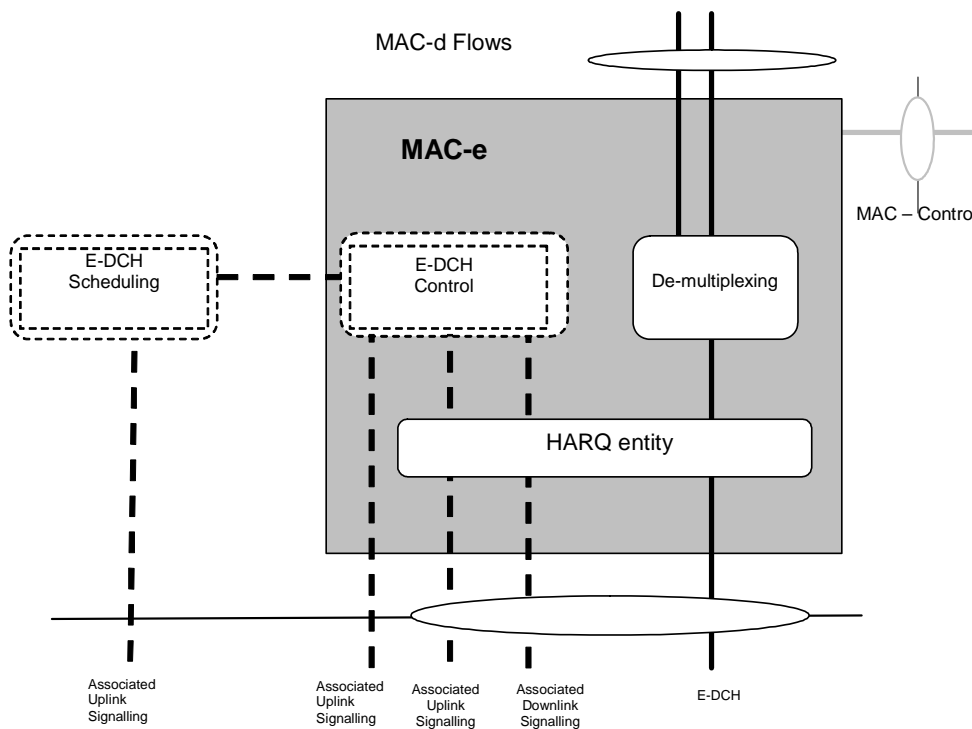 MAC-d Flows
MAC-e
MAC – Contro
E-DCH
Scheduling
E-DCH
Control
De-multiplexing
HARQ entity
Associated
Uplink
Signalling
Associated
Uplink
Signalling
Associated
Uplink
Signalling
Associated
Downlink
Signalling
E-DCH